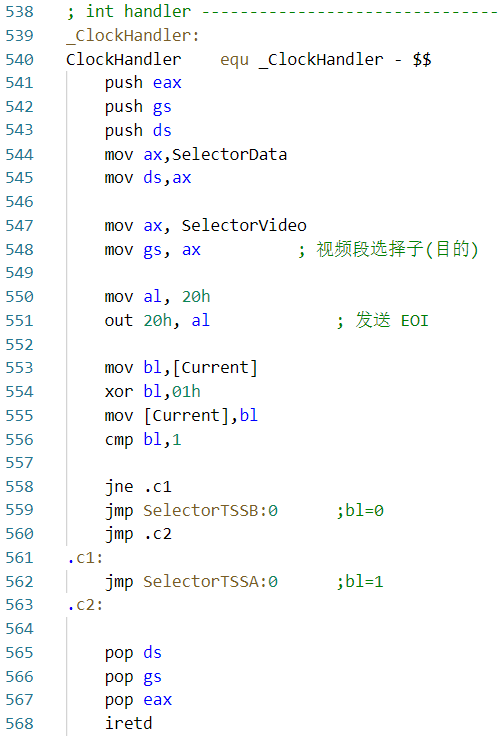 538 ; int handler -------------------------------
539 _ClockHandler:
540 ClockHandler    equ _ClockHandler - $$
541     push eax
542     push gs
543     push ds
544     mov ax,SelectorData
545     mov ds,ax
546
547     mov ax, SelectorVideo
548     mov gs, ax          ; 视频段选择子(目的)
549
550     mov al, 20h
551     out 20h, al             ; 发送 EOI
552
553     mov bl,[Current]
554     xor bl,01h
555     mov [Current],bl
556     cmp bl,1
557
558     jne .c1
559     jmp SelectorTSSB:0      ;bl=0
560     jmp .c2
561 .c1:
562     jmp SelectorTSSA:0      ;bl=1
563 .c2:
564
565     pop ds
566     pop gs
567     pop eax
568     iretd